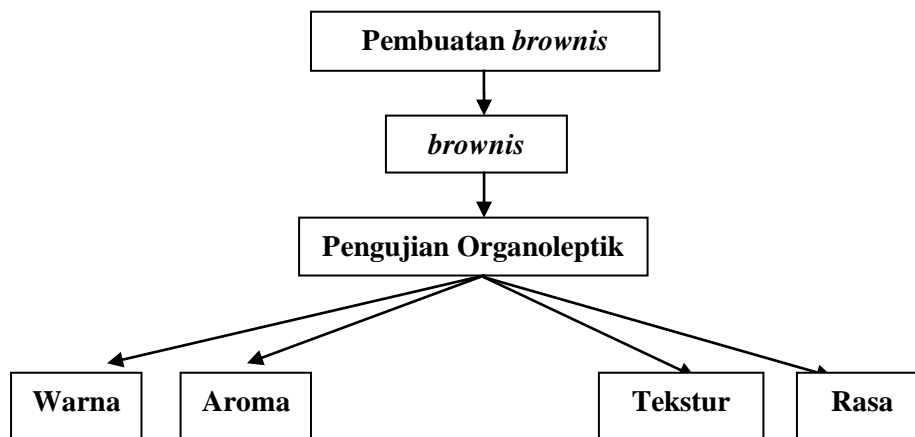 Pembuatan brownis
brownis
Pengujian Organoleptik
Warna
Aroma
Tekstur
Rasa